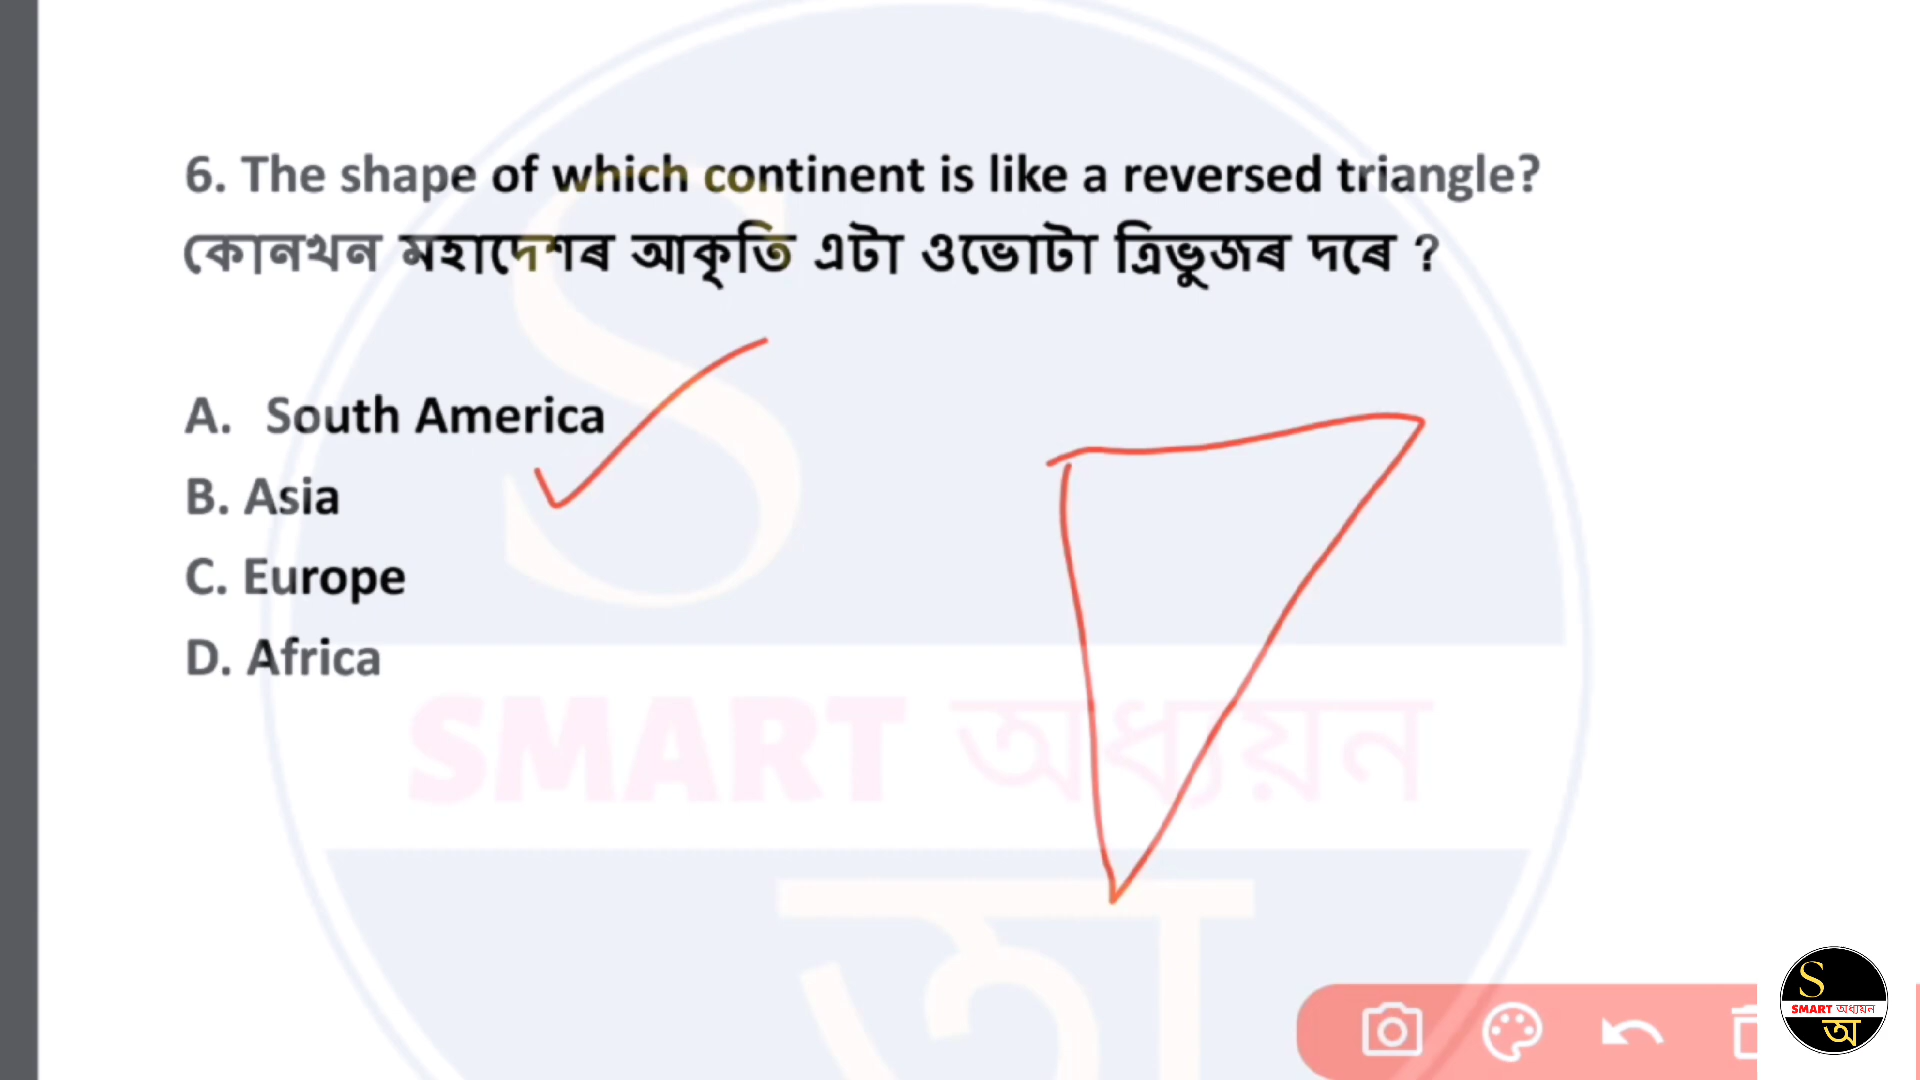 6. The shape of which continent is like a reversed triangle?
কোনখন মহাদেশৰ আকৃতি এটা ওভোটা ত্ৰিভুজৰ দৰে ?
A. South America
B. Asia
C. Europe
D. Africa
SMART অধ্যয়ন
S
অ
S
SMART অধ্যয়ন
অ